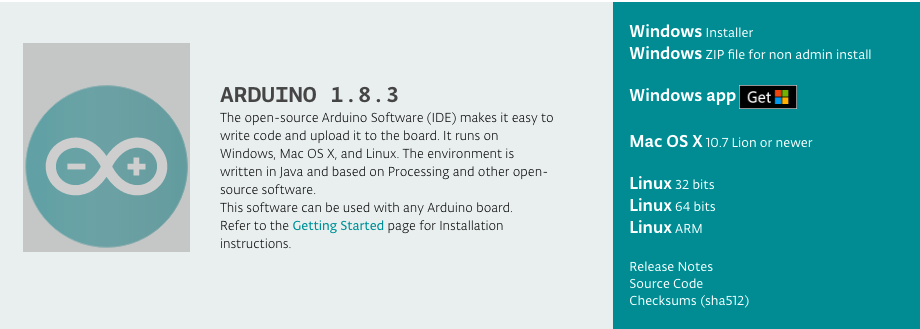 ARDUINO 1.8.3
The open-source Arduino Software (IDE) makes it easy to
write code and upload it to the board. It runs on
Windows, Mac OS X, and Linux. The environment is
written in Java and based on Processing and other open-
source software.
This software can be used with any Arduino board.
Refer to the Getting Started page for Installation
instructions.
Windows Installer
Windows ZIP file for non admin install
Windows app Get
Mac OS X 10.7 Lion or newer
Linux 32 bits
Linux 64 bits
Linux ARM
Release Notes
Source Code
Checksums (sha512)